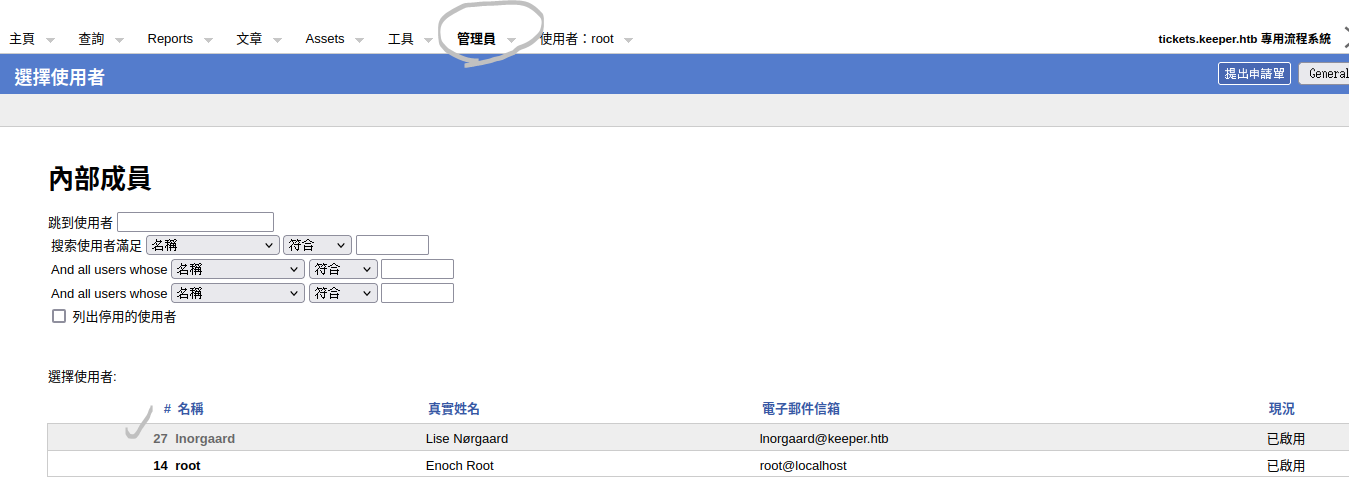 主頁 查詢 Reports 文章 Assets 工具 管理員 使用者：root tickets.keeper.htb 專用流程系統
選擇使用者 提出申請單 General
內部成員
跳到使用者
搜索使用者滿足 名稱 符合
And all users whose 名稱 符合
And all users whose 名稱 符合
列出停用的使用者
選擇使用者:
# 名稱 真實姓名 電子郵件信箱 現況
27 lnorgaard Lise Nørgaard lnorgaard@keeper.htb 已啟用
14 root Enoch Root root@localhost 已啟用